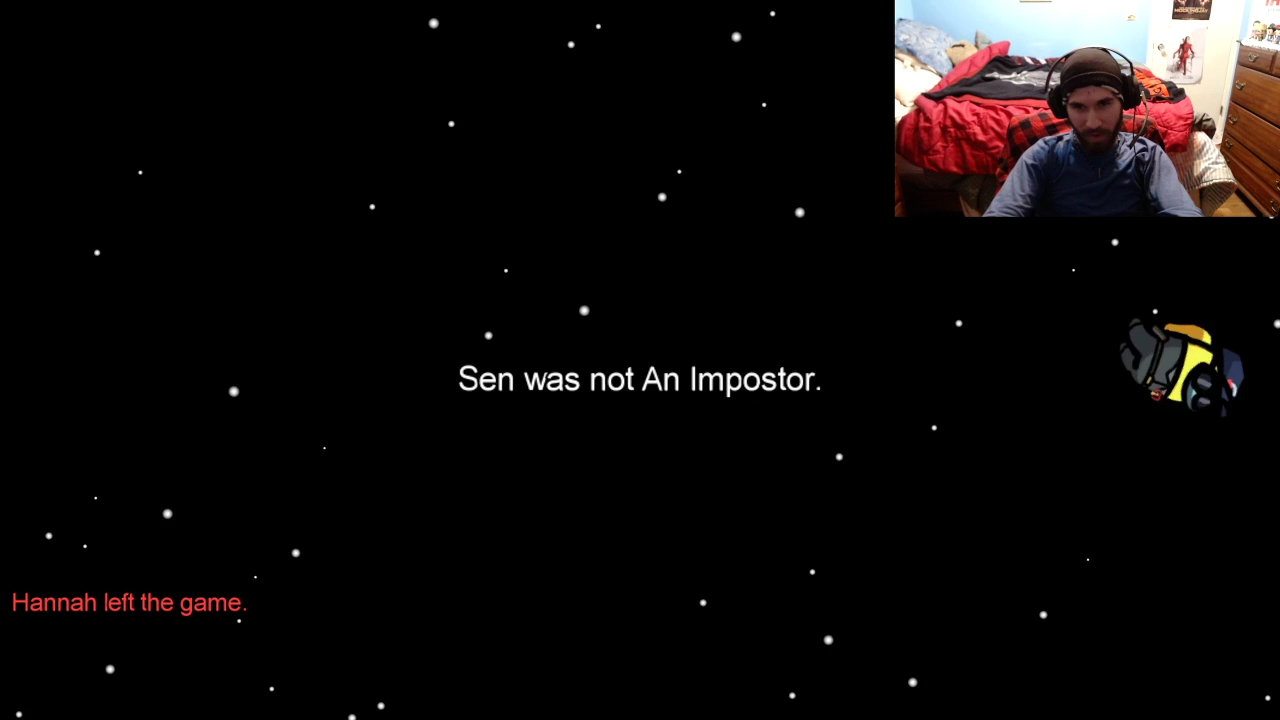 Sen was not An Impostor.
Hannah left the game.